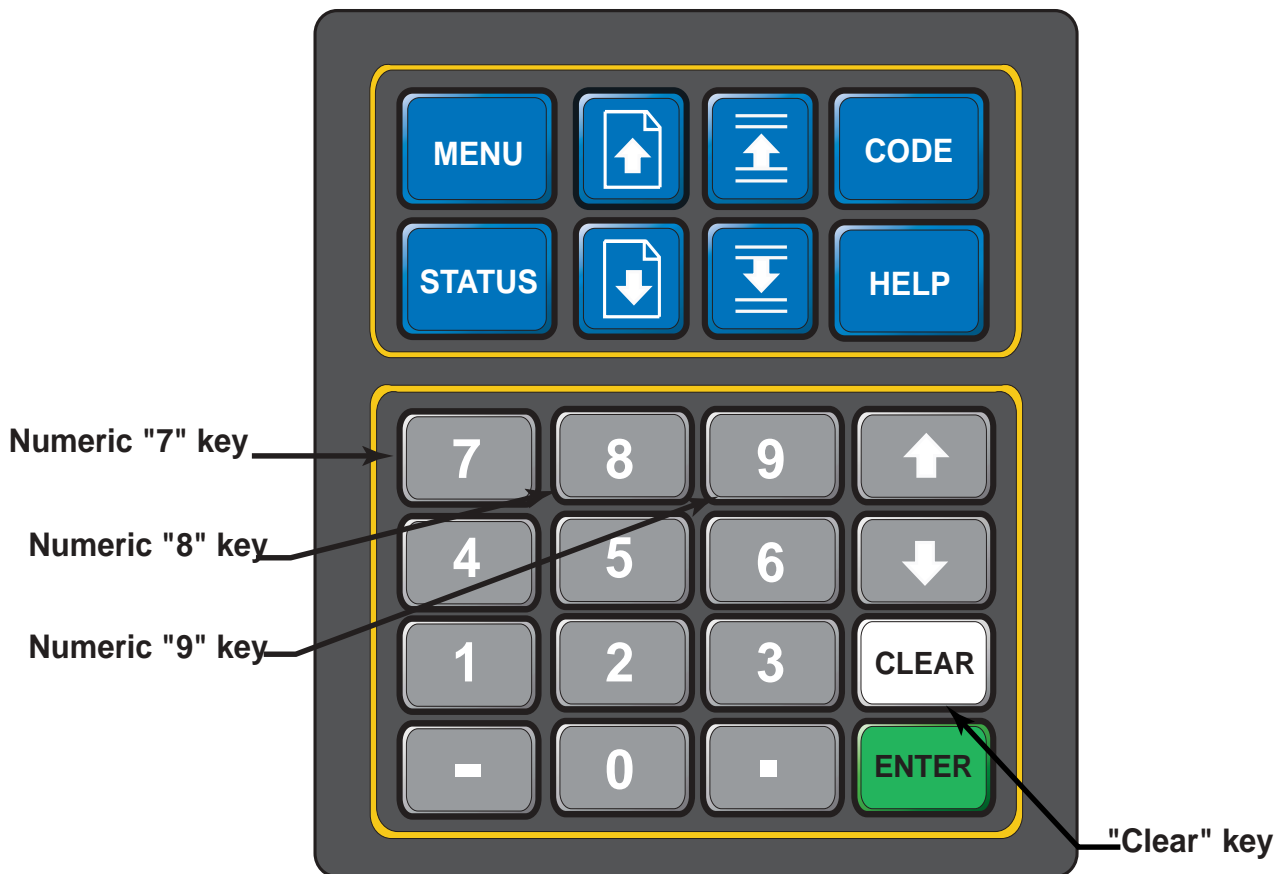 MENU
CODE
STATUS
HELP
Numeric "7" key
7
8
9
Numeric "8" key
4
5
6
Numeric "9" key
1
2
3
CLEAR
-
0
.
ENTER
"Clear" key